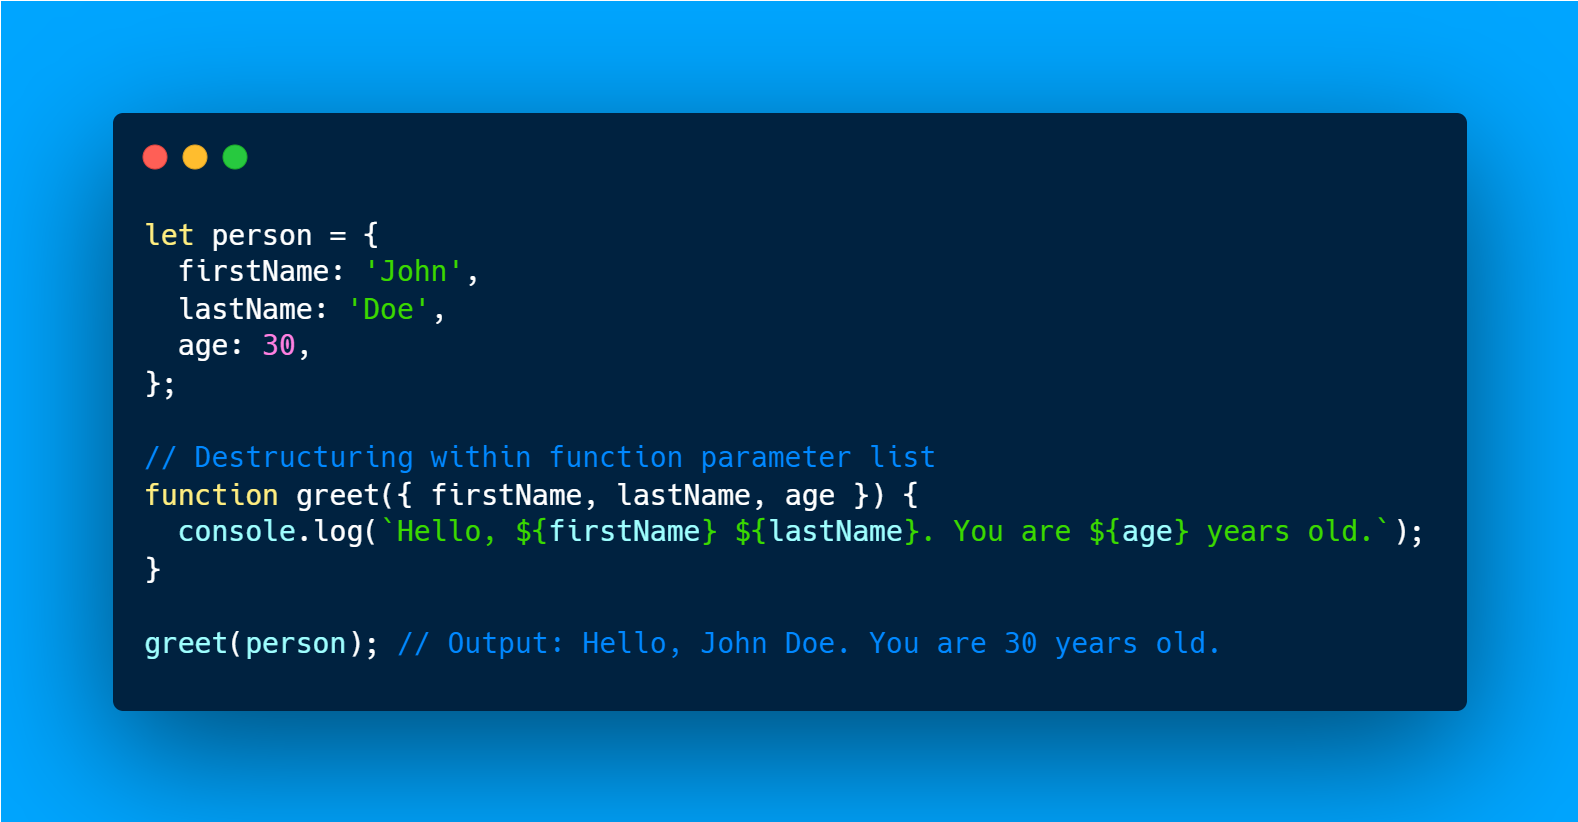 let person = {
  firstName: 'John',
  lastName: 'Doe',
  age: 30,
};

// Destructuring within function parameter list
function greet({ firstName, lastName, age }) {
  console.log(`Hello, ${firstName} ${lastName}. You are ${age} years old.`);
}

greet(person); // Output: Hello, John Doe. You are 30 years old.